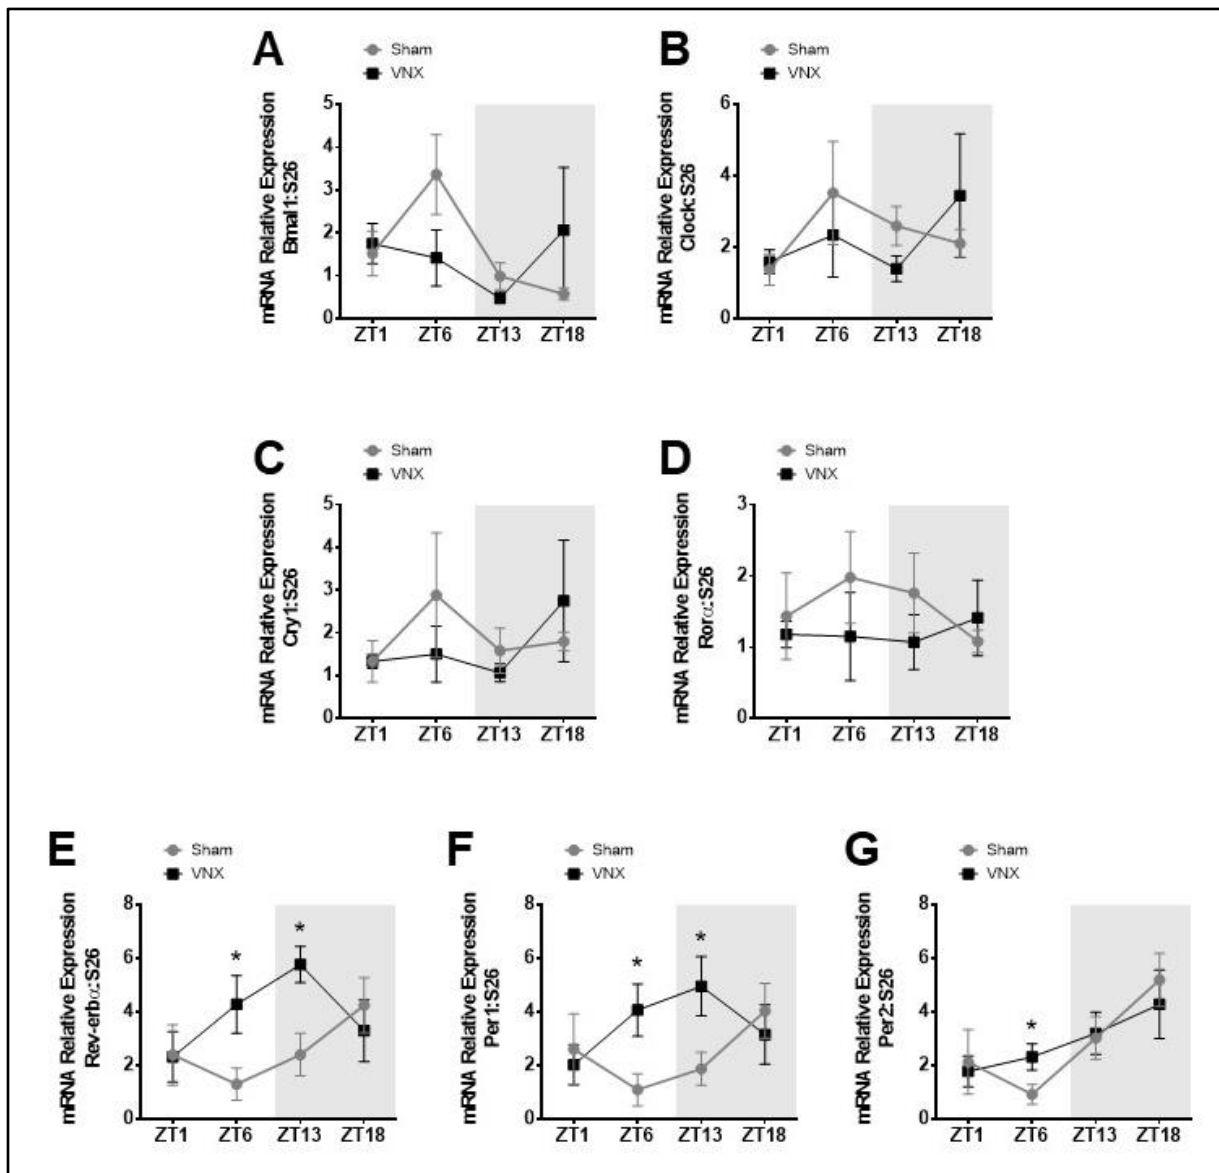 A
Sham
VNX
mRNA Relative Expression
Bmal1:S26
5
4
3
2
1
0
ZT1 ZT6 ZT13 ZT18
B
Sham
VNX
mRNA Relative Expression
Clock:S26
6
4
2
0
ZT1 ZT6 ZT13 ZT18
C
Sham
VNX
mRNA Relative Expression
Cry1:S26
5
4
3
2
1
0
ZT1 ZT6 ZT13 ZT18
D
Sham
VNX
mRNA Relative Expression
Rorα:S26
3
2
1
0
ZT1 ZT6 ZT13 ZT18
E
Sham
VNX
mRNA Relative Expression
Rev-erbα:S26
8
6
4
2
0
* *
ZT1 ZT6 ZT13 ZT18
F
Sham
VNX
mRNA Relative Expression
Per1:S26
8
6
4
2
0
* *
ZT1 ZT6 ZT13 ZT18
G
Sham
VNX
mRNA Relative Expression
Per2:S26
8
6
4
2
0
*
ZT1 ZT6 ZT13 ZT18